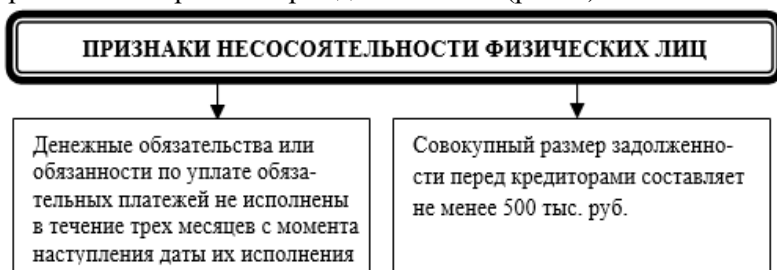 ПРИЗНАКИ НЕСОСОЯТЕЛЬНОСТИ ФИЗИЧЕСКИХ ЛИЦ
Денежные обязательства или
обязанности по уплате обяза-
тельных платежей не исполнены
в течение трех месяцев с момента
наступления даты их исполнения
Совокупный размер задолженно-
сти перед кредиторами составляет
не менее 500 тыс. руб.